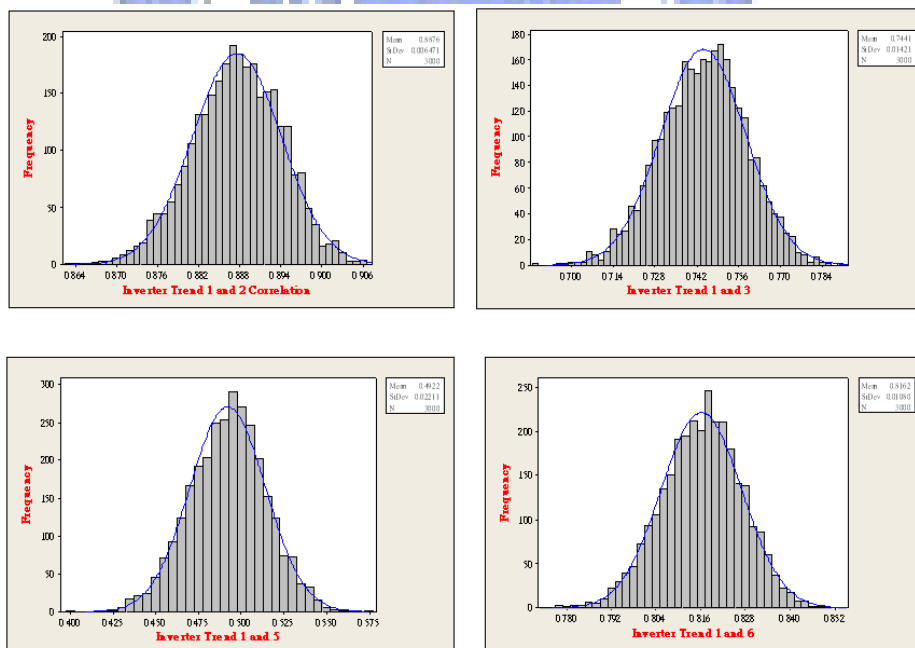 Mean 0.8876
StDev 0.006471
N 3000
200
150
100
50
0
Frequency
0.864 0.870 0.876 0.882 0.888 0.894 0.900 0.906
Inverter Trend 1 and 2 Correlation
Mean 0.7441
StDev 0.01421
N 3000
180
160
140
120
100
80
60
40
20
0
Frequency
0.700 0.714 0.728 0.742 0.756 0.770 0.784
Inverter Trend 1 and 3
Mean 0.4922
StDev 0.02211
N 3000
300
250
200
150
100
50
0
Frequency
0.400 0.425 0.450 0.475 0.500 0.525 0.550 0.575
Inverter Trend 1 and 5
Mean 0.8162
StDev 0.01080
N 3000
250
200
150
100
50
0
Frequency
0.780 0.792 0.804 0.816 0.828 0.840 0.852
Inverter Trend 1 and 6